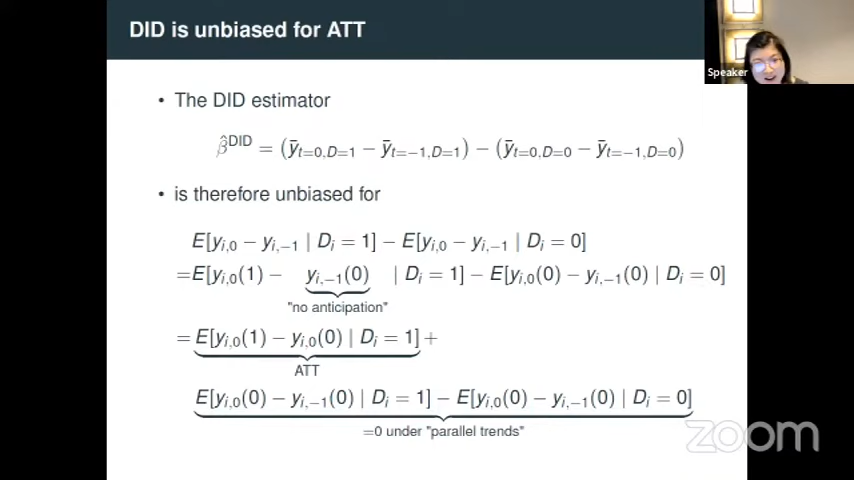 DID is unbiased for ATT
Speaker
• The DID estimator
β̂^DID = (ȳ_{t=0,D=1} − ȳ_{t=−1,D=1}) − (ȳ_{t=0,D=0} − ȳ_{t=−1,D=0})
• is therefore unbiased for
E[y_{i,0} − y_{i,−1} | D_i = 1] − E[y_{i,0} − y_{i,−1} | D_i = 0]
=E[y_{i,0}(1) − y_{i,−1}(0) | D_i = 1] − E[y_{i,0}(0) − y_{i,−1}(0) | D_i = 0]
"no anticipation"
= E[y_{i,0}(1) − y_{i,0}(0) | D_i = 1] +
ATT
E[y_{i,0}(0) − y_{i,−1}(0) | D_i = 1] − E[y_{i,0}(0) − y_{i,−1}(0) | D_i = 0]
=0 under "parallel trends"
zoom